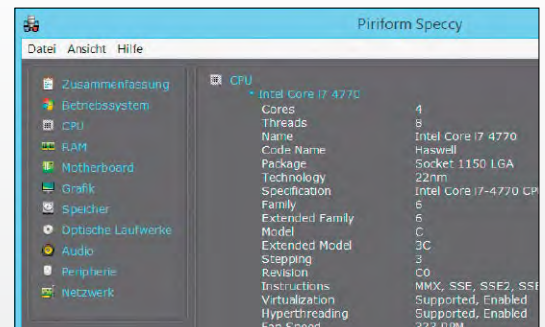 Piriform Speccy
Datei Ansicht Hilfe
Zusammenfassung
Betriebssystem
CPU
RAM
Motherboard
Grafik
Speicher
Optische Laufwerke
Audio
Peripherie
Netzwerk
CPU
Intel Core i7 4770
Cores 4
Threads 8
Name Intel Core i7 4770
Code Name Haswell
Package Socket 1150 LGA
Technology 22nm
Specification Intel Core i7-4770 CP
Family 6
Extended Family 6
Model C
Extended Model 3C
Stepping 3
Revision C0
Instructions MMX, SSE, SSE2, SSE
Virtualization Supported, Enabled
Hyperthreading Supported, Enabled
Fan Speed